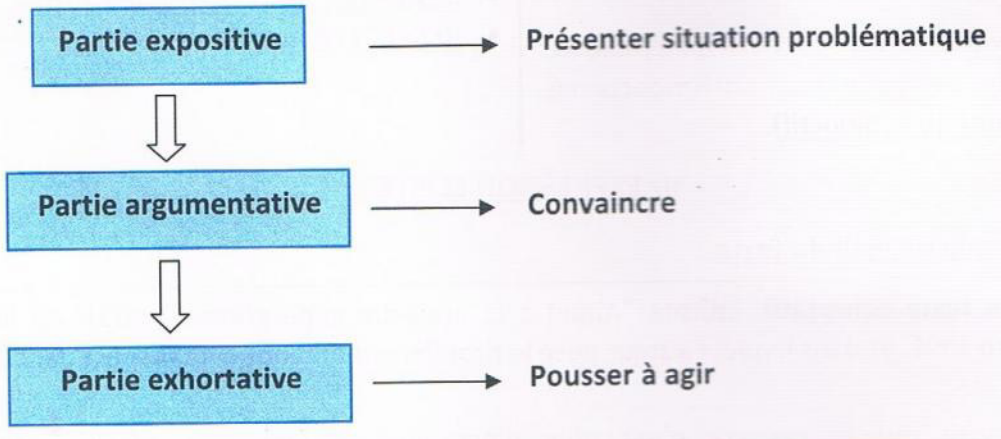 Partie expositive
Présenter situation problématique
Partie argumentative
Convaincre
Partie exhortative
Pousser à agir